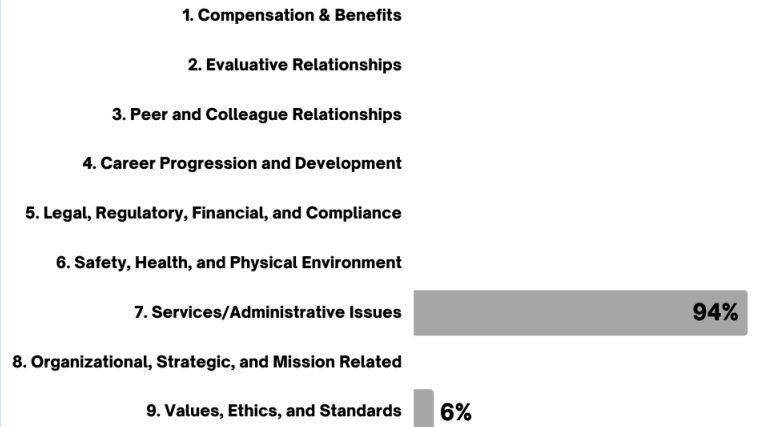 1. Compensation & Benefits
2. Evaluative Relationships
3. Peer and Colleague Relationships
4. Career Progression and Development
5. Legal, Regulatory, Financial, and Compliance
6. Safety, Health, and Physical Environment
7. Services/Administrative Issues 94%
8. Organizational, Strategic, and Mission Related
9. Values, Ethics, and Standards 6%